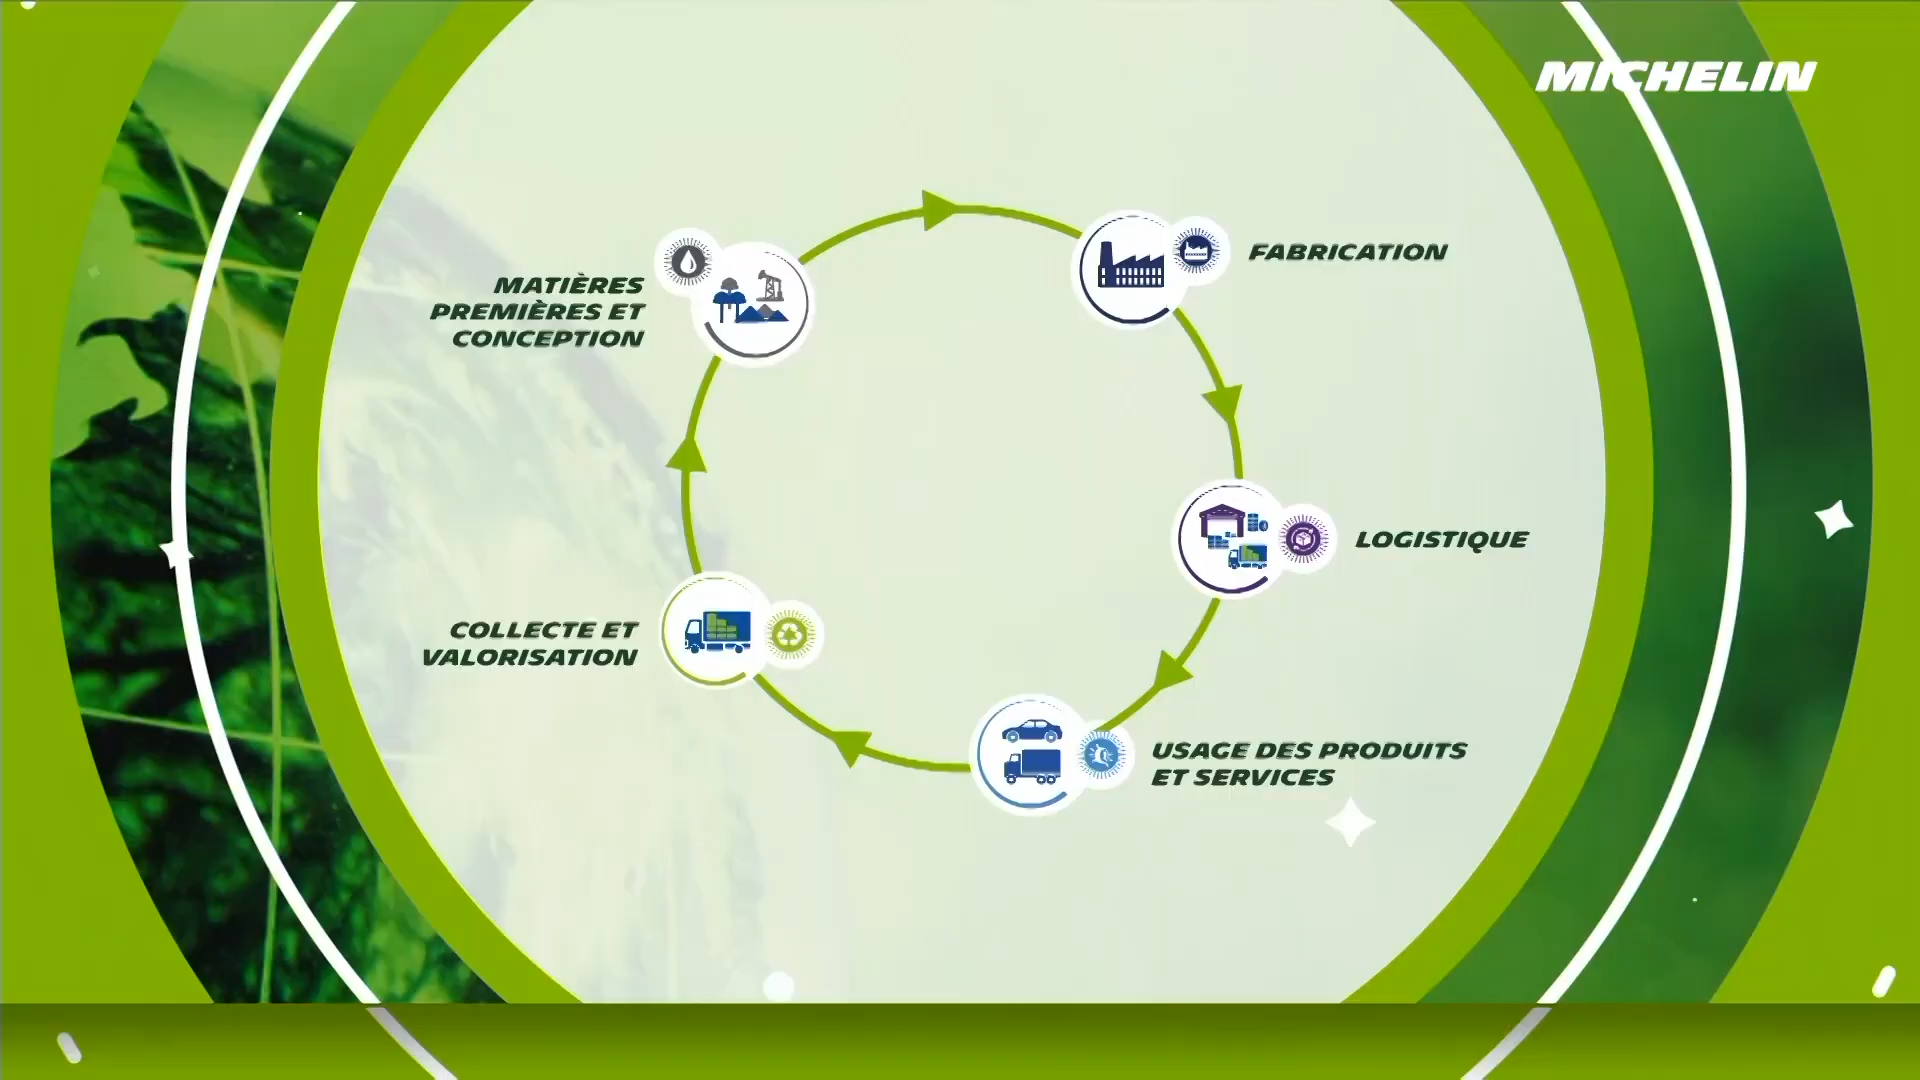 MICHELIN
MATIÈRES
PREMIÈRES ET
CONCEPTION
FABRICATION
LOGISTIQUE
USAGE DES PRODUITS
ET SERVICES
COLLECTE ET
VALORISATION